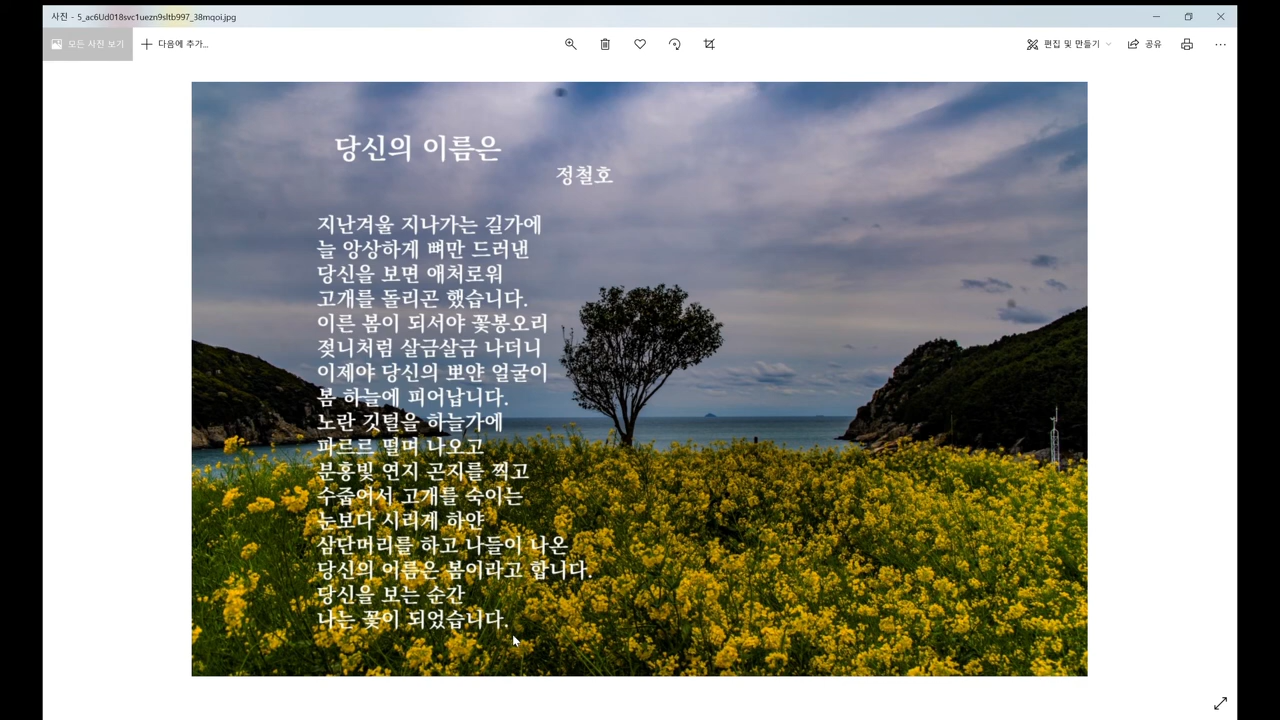 사진 - 5_ac6Ud018svc1uezn9sltb997_38mqoi.jpg
모든 사진 보기
다음에 추가...
편집 및 만들기
공유
당신의 이름은
정철호
지난겨울 지나가는 길가에
늘 앙상하게 뼈만 드러낸
당신을 보면 애처로워
고개를 돌리곤 했습니다.
이른 봄이 되서야 꽃봉오리
젖니처럼 살금살금 나더니
이제야 당신의 뽀얀 얼굴이
봄 하늘에 피어납니다.
노란 깃털을 하늘가에
파르르 떨며 나오고
분홍빛 연지 곤지를 찍고
수줍어서 고개를 숙이는
눈보다 시리게 하얀
삼단머리를 하고 나들이 나온
당신의 이름은 봄이라고 합니다.
당신을 보는 순간
나는 꽃이 되었습니다.